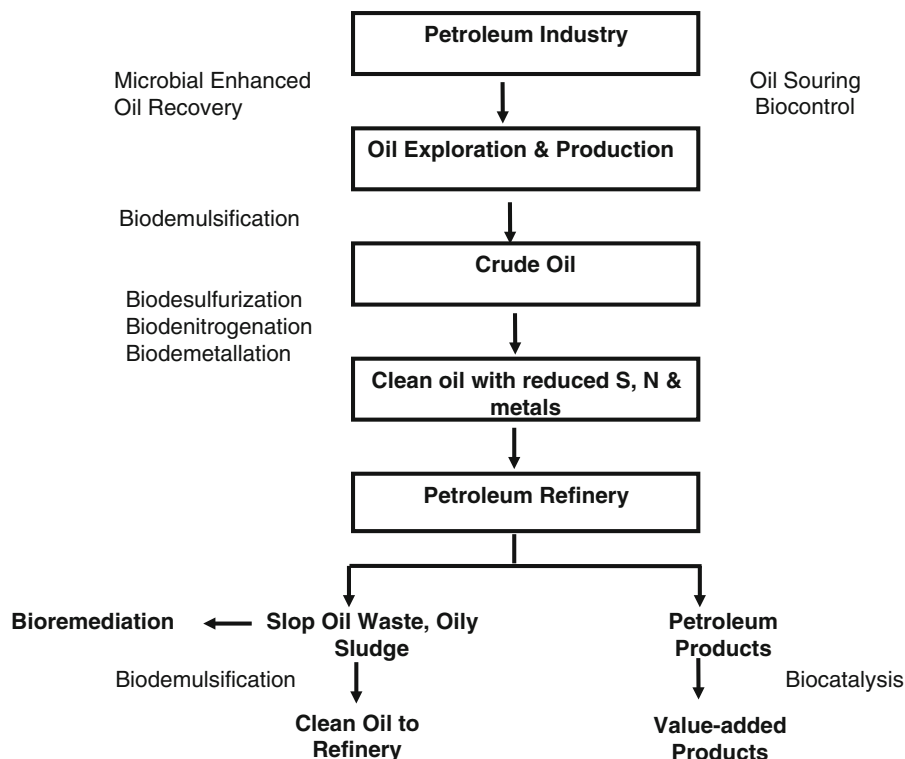 Petroleum Industry
Microbial Enhanced
Oil Recovery
Oil Souring
Biocontrol
Oil Exploration & Production
Biodemulsification
Crude Oil
Biodesulfurization
Biodenitrogenation
Biodemetallation
Clean oil with reduced S, N &
metals
Petroleum Refinery
Bioremediation
Slop Oil Waste, Oily
Sludge
Petroleum
Products
Biodemulsification
Biocatalysis
Clean Oil to
Refinery
Value-added
Products